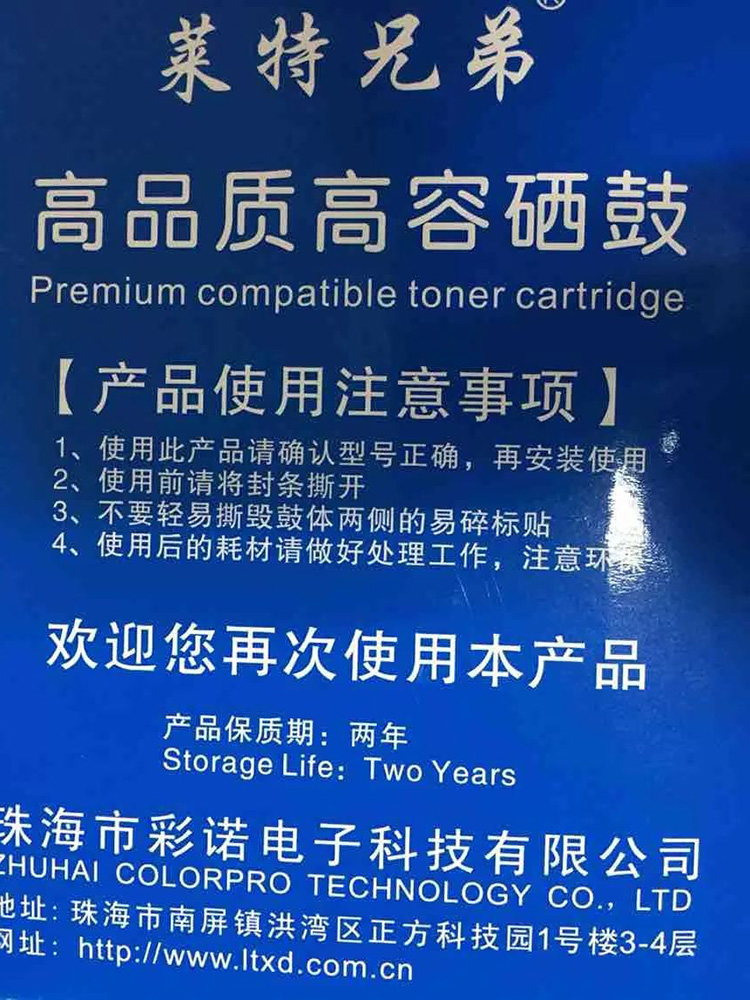 莱特兄弟®
高品质高容硒鼓
Premium compatible toner cartridge
【产品使用注意事项】
1、使用此产品请确认型号正确，再安装使用
2、使用前请将封条撕开
3、不要轻易撕毁鼓体两侧的易碎标贴
4、使用后的耗材请做好处理工作，注意环保
欢迎您再次使用本产品
产品保质期：两年
Storage Life: Two Years
珠海市彩诺电子科技有限公司
ZHUHAI COLORPRO TECHNOLOGY CO., LTD
地址：珠海市南屏镇洪湾区正方科技园1号楼3-4层
网址：http://www.ltxd.com.cn